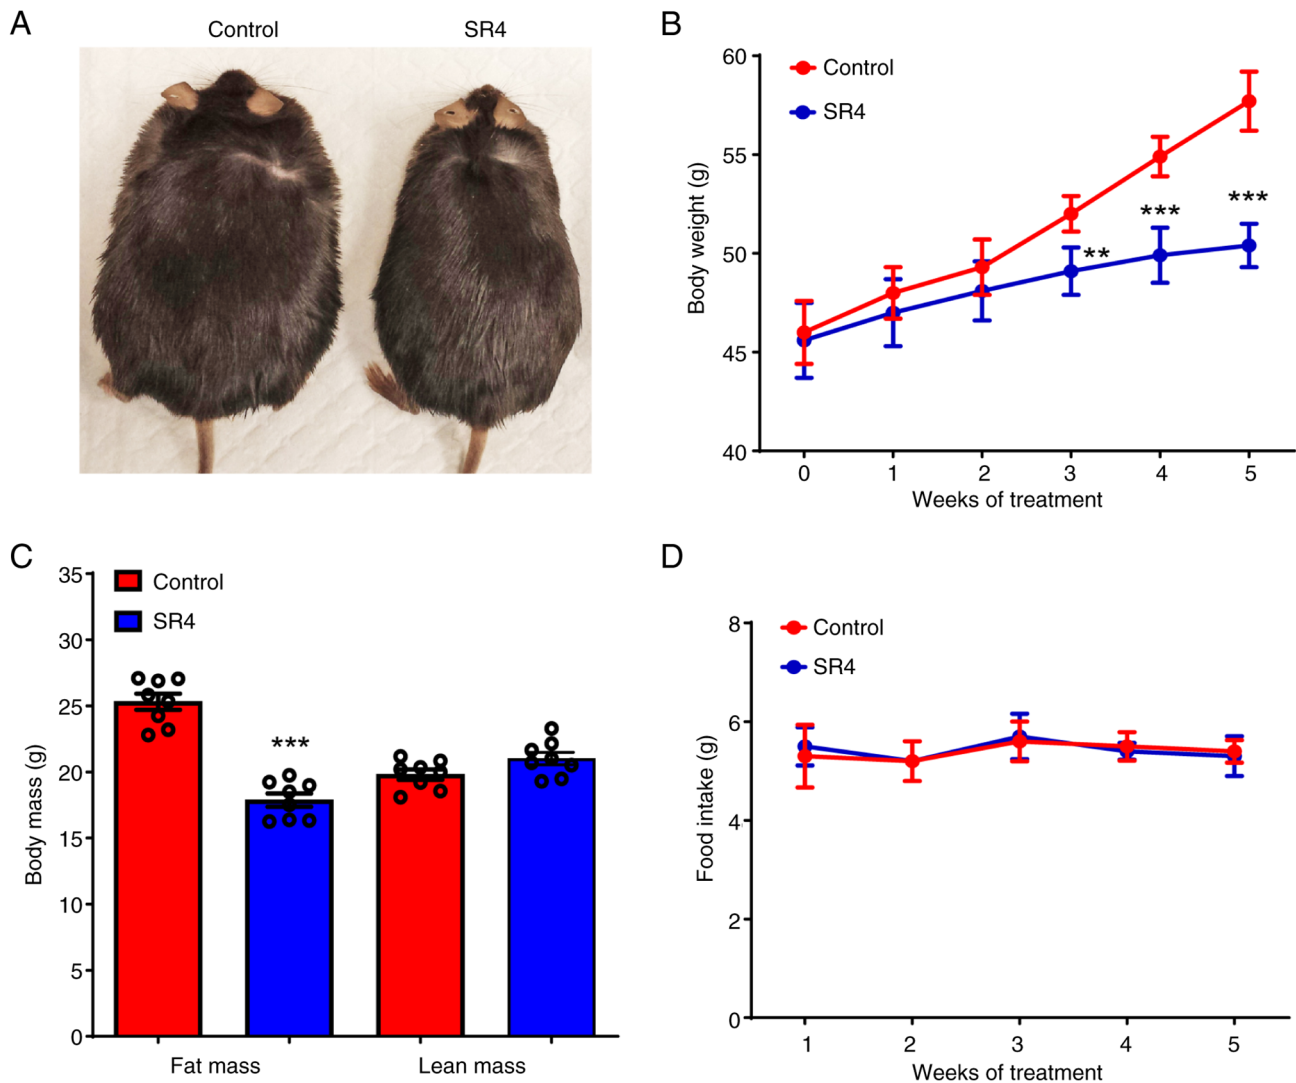 A
Control
SR4
B
Control
SR4
60
55
50
45
40
Body weight (g)
**
***
***
0 1 2 3 4 5
Weeks of treatment
C
Control
SR4
35
30
25
20
15
10
5
0
Body mass (g)
***
Fat mass
Lean mass
D
Control
SR4
8
6
4
2
0
Food intake (g)
1 2 3 4 5
Weeks of treatment